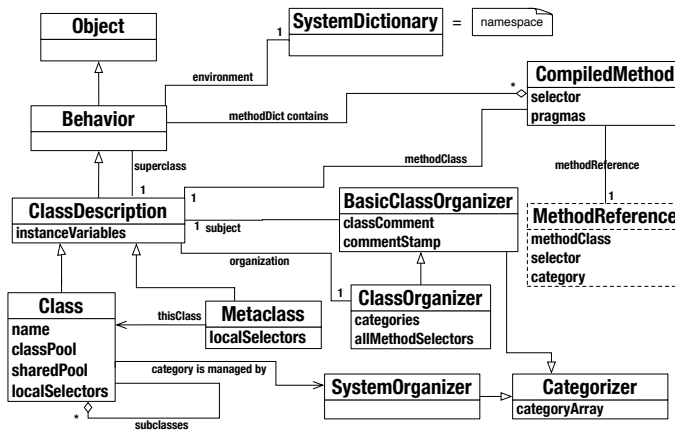 Object
SystemDictionary
=
namespace
1
environment
Behavior
methodDict contains
*
CompiledMethod
selector
pragmas
superclass
1
methodClass
1
methodReference
1
ClassDescription
instanceVariables
1
subject
BasicClassOrganizer
classComment
commentStamp
MethodReference
methodClass
selector
category
organization
1
Class
name
classPool
sharedPool
localSelectors
thisClass
Metaclass
localSelectors
ClassOrganizer
categories
allMethodSelectors
category is managed by
SystemOrganizer
Categorizer
categoryArray
*
subclasses